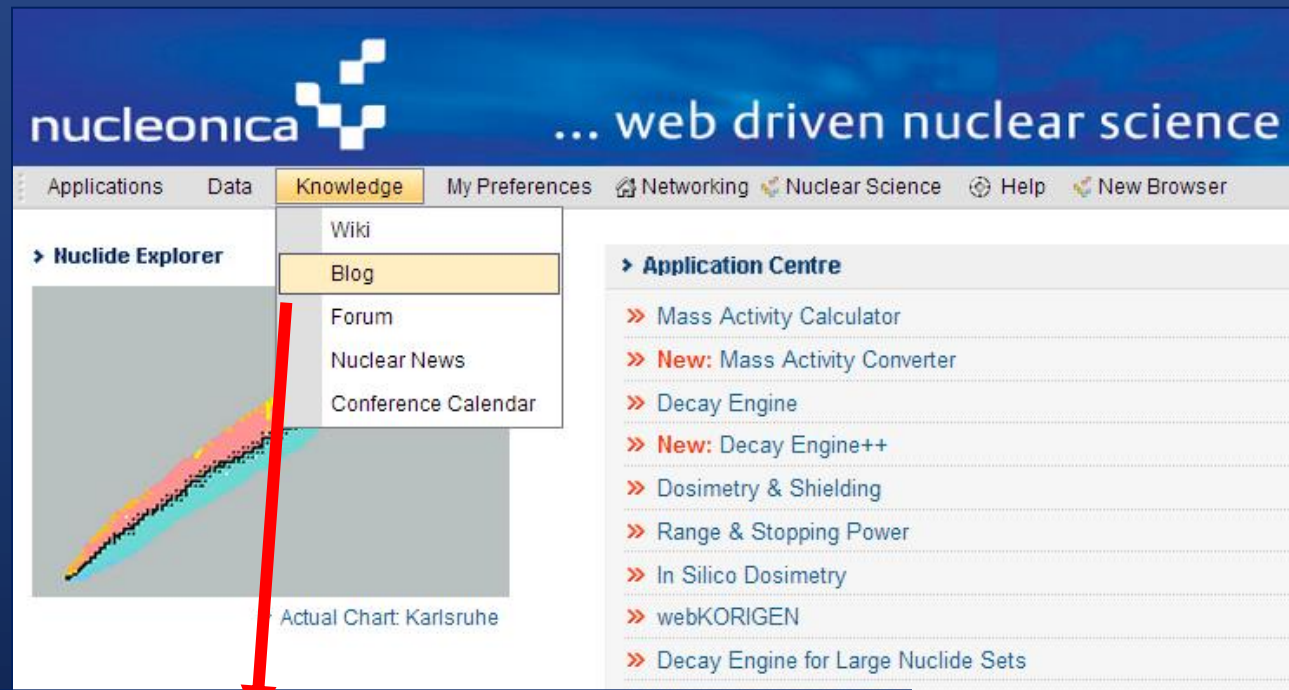 nucleonica
... web driven nuclear science
Applications Data Knowledge My Preferences Networking Nuclear Science Help New Browser
Wiki
Blog
Forum
Nuclear News
Conference Calendar
Nuclide Explorer
Actual Chart: Karlsruhe
Application Centre
Mass Activity Calculator
New: Mass Activity Converter
Decay Engine
New: Decay Engine++
Dosimetry & Shielding
Range & Stopping Power
In Silico Dosimetry
webKORIGEN
Decay Engine for Large Nuclide Sets